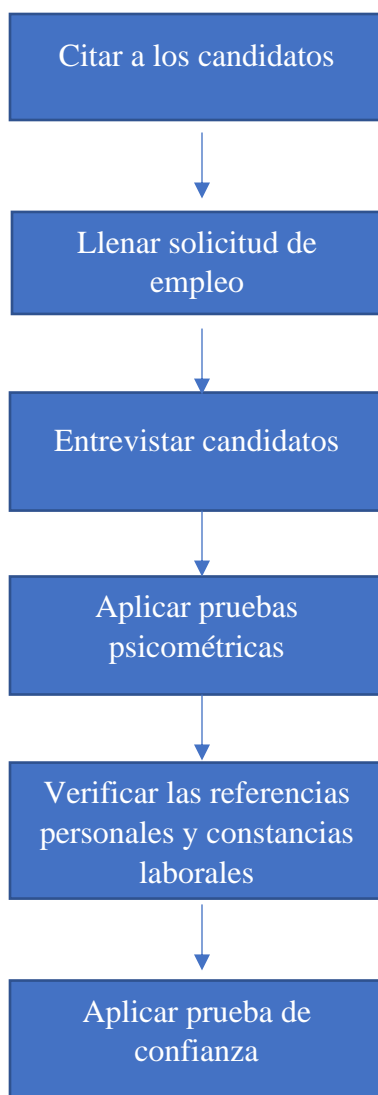 Citar a los candidatos
Llenar solicitud de
empleo
Entrevistar candidatos
Aplicar pruebas
psicométricas
Verificar las referencias
personales y constancias
laborales
Aplicar prueba de
confianza